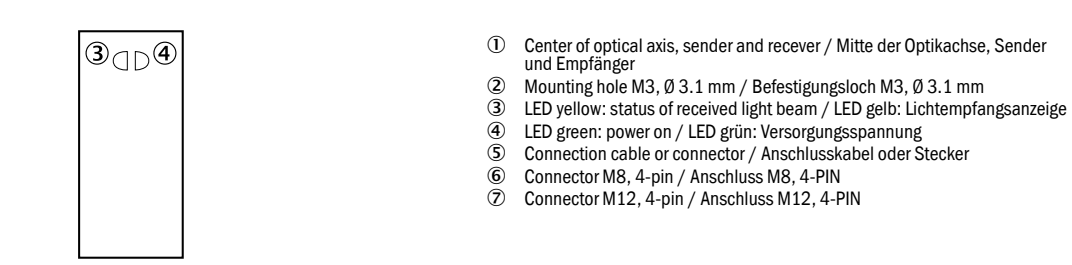 ③ ④
① Center of optical axis, sender and recever / Mitte der Optikachse, Sender
und Empfänger
② Mounting hole M3, Ø 3.1 mm / Befestigungsloch M3, Ø 3.1 mm
③ LED yellow: status of received light beam / LED gelb: Lichtempfangsanzeige
④ LED green: power on / LED grün: Versorgungsspannung
⑤ Connection cable or connector / Anschlusskabel oder Stecker
⑥ Connector M8, 4-pin / Anschluss M8, 4-PIN
⑦ Connector M12, 4-pin / Anschluss M12, 4-PIN